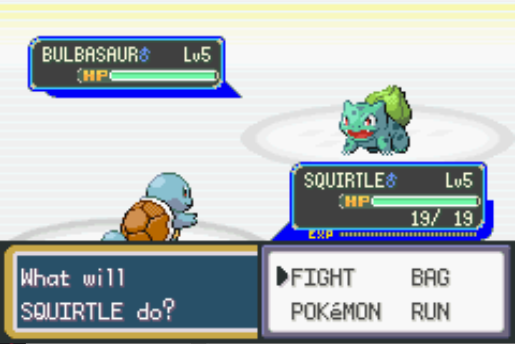 BULBASAUR♂ Lv5
HP
SQUIRTLE♂ Lv5
HP
19/ 19
EXP
What will
SQUIRTLE do?
▶FIGHT BAG
POKéMON RUN